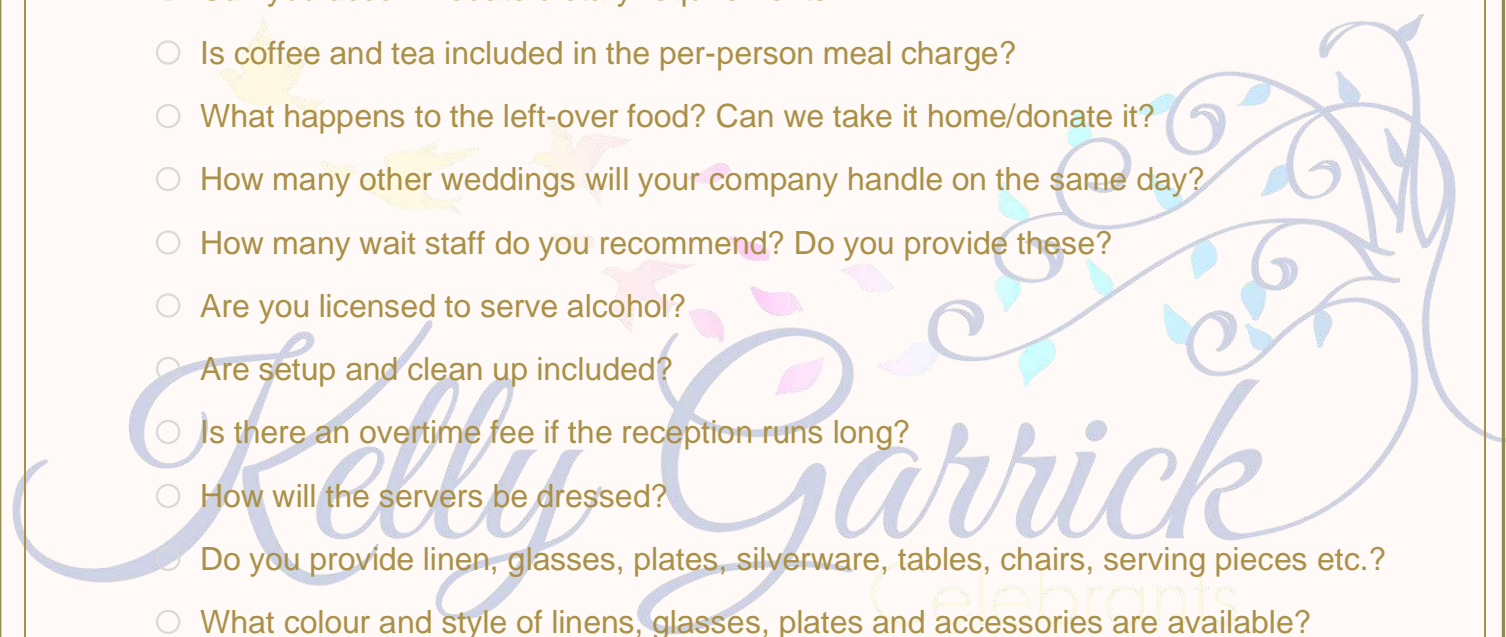 Is coffee and tea included in the per-person meal charge?
What happens to the left-over food? Can we take it home/donate it?
How many other weddings will your company handle on the same day?
How many wait staff do you recommend? Do you provide these?
Are you licensed to serve alcohol?
Are setup and clean up included?
Is there an overtime fee if the reception runs long?
How will the servers be dressed?
Do you provide linen, glasses, plates, silverware, tables, chairs, serving pieces etc.?
What colour and style of linens, glasses, plates and accessories are available?
Kelly Garrick
Celebrants